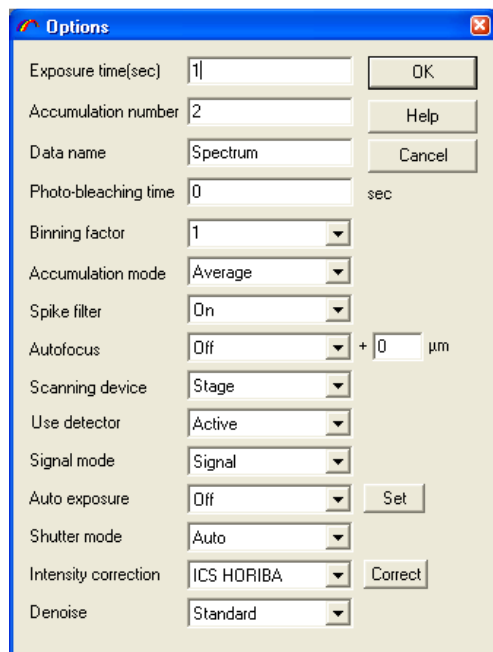 Options
Exposure time(sec) 1 OK
Accumulation number 2 Help
Data name Spectrum Cancel
Photo-bleaching time 0 sec
Binning factor 1
Accumulation mode Average
Spike filter On
Autofocus Off + 0 µm
Scanning device Stage
Use detector Active
Signal mode Signal
Auto exposure Off Set
Shutter mode Auto
Intensity correction ICS HORIBA Correct
Denoise Standard